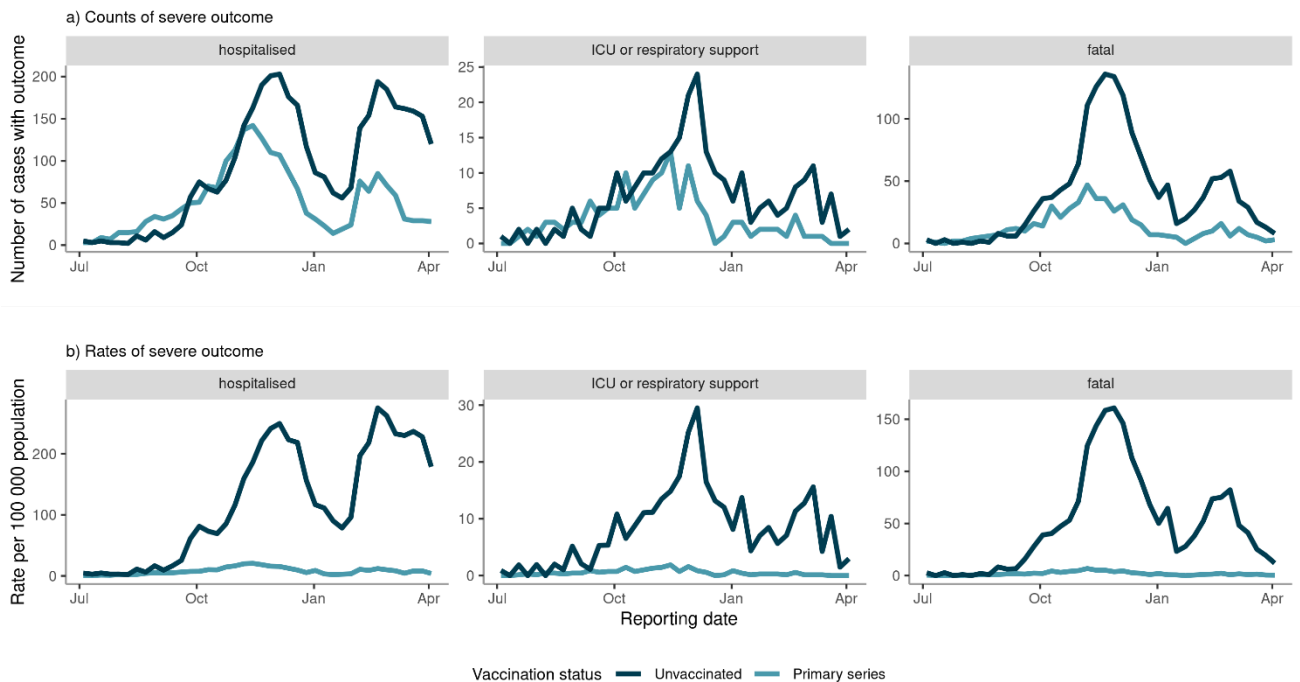 a) Counts of severe outcome
hospitalised
ICU or respiratory support
fatal
Number of cases with outcome
200
150
100
50
0
Jul
Oct
Jan
Apr
25
20
15
10
5
0
Jul
Oct
Jan
Apr
100
50
0
Jul
Oct
Jan
Apr
b) Rates of severe outcome
hospitalised
ICU or respiratory support
fatal
Rate per 100 000 population
200
100
0
Jul
Oct
Jan
Apr
30
20
10
0
Jul
Oct
Jan
Apr
150
100
50
0
Jul
Oct
Jan
Apr
Reporting date
Vaccination status Unvaccinated Primary series